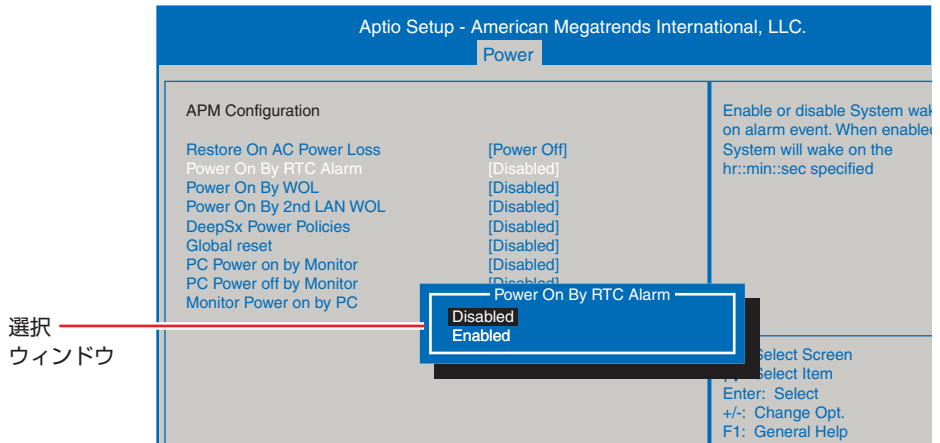 Aptio Setup - American Megatrends International, LLC.
Power
APM Configuration
Restore On AC Power Loss [Power Off]
Power On By RTC Alarm [Disabled]
Power On By WOL [Disabled]
Power On By 2nd LAN WOL [Disabled]
DeepSx Power Policies [Disabled]
Global reset [Disabled]
PC Power on by Monitor [Disabled]
PC Power off by Monitor [Disabled]
Monitor Power on by PC
Power On By RTC Alarm
Disabled
Enabled
選択
ウィンドウ
Enable or disable System
on alarm event. When
System will wake on the
hr::min::sec specified
Select Screen
Select Item
Enter: Select
+/-: Change Opt.
F1: General Help